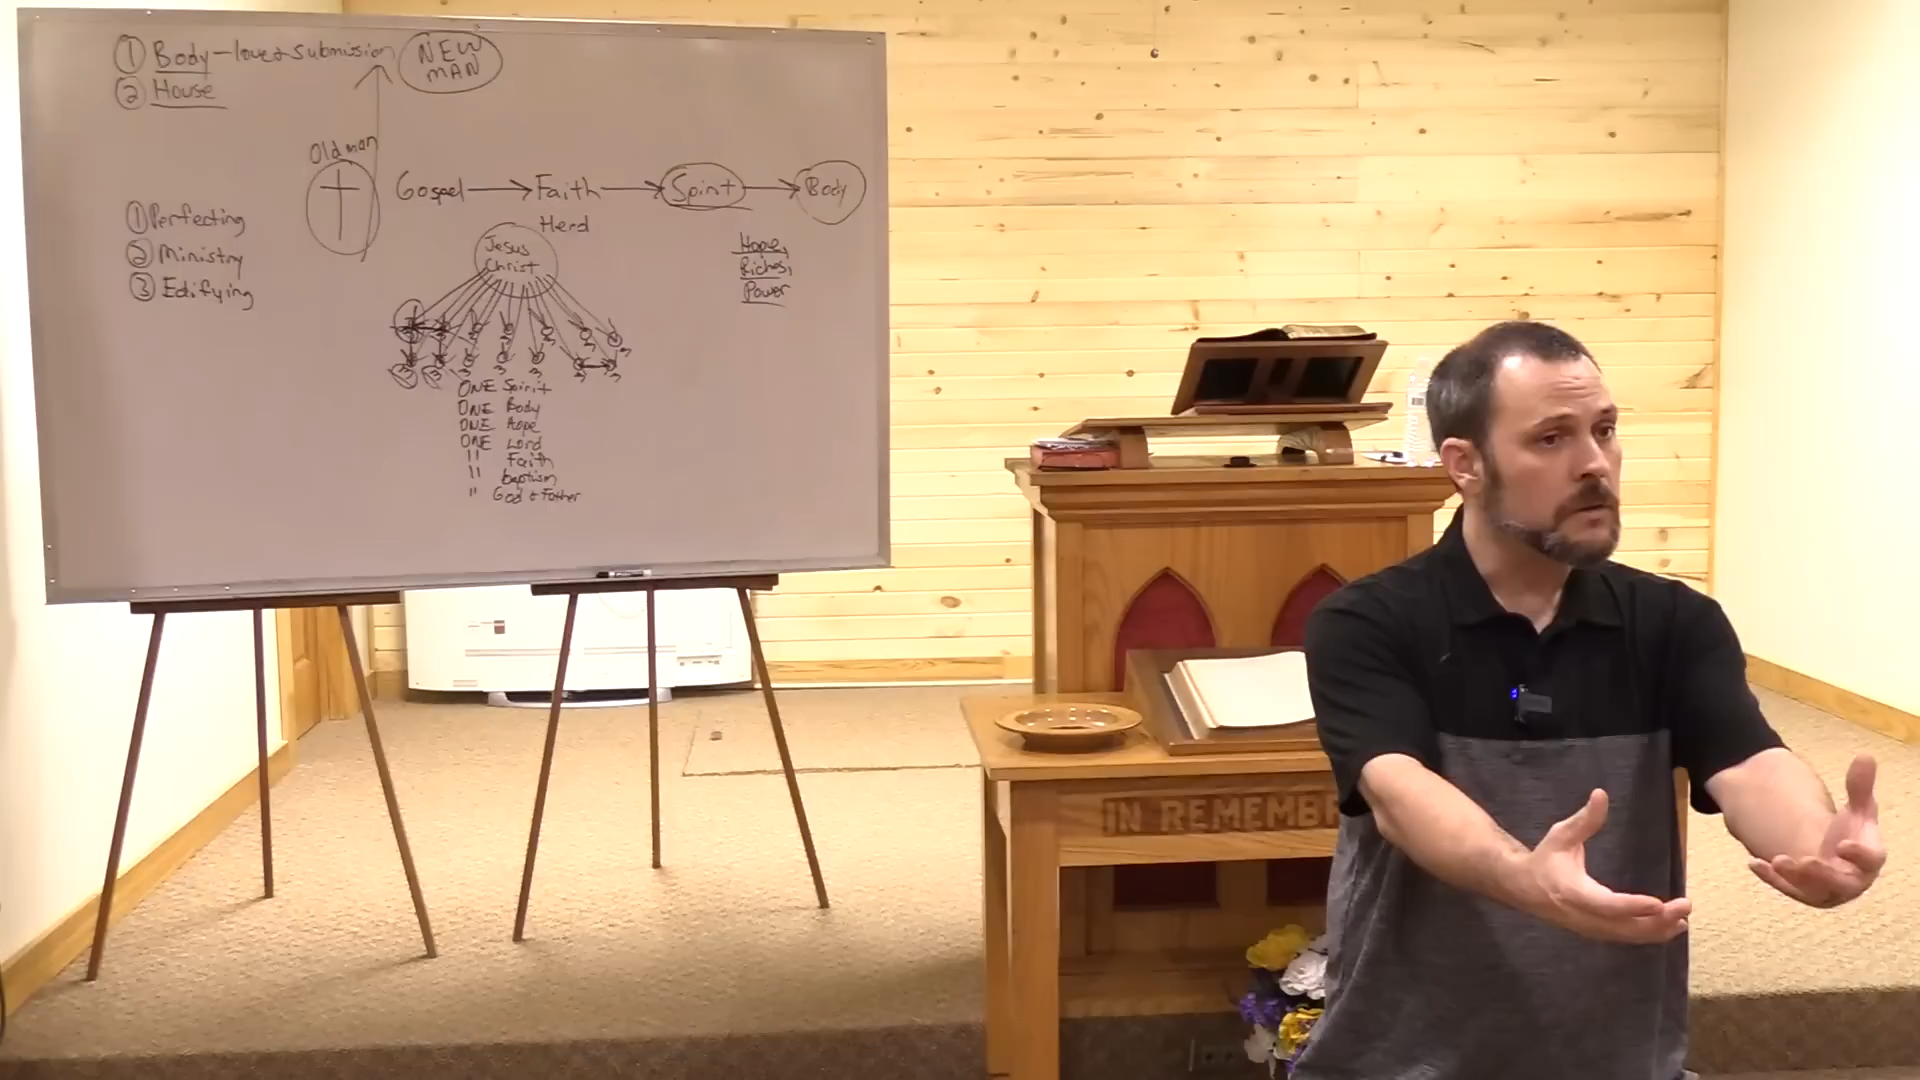 ① Body - love & submission
② House
NEW
MAN
Old man
Gospel → Faith → Spirit → Body
① Perfecting
② Ministry
③ Edifying
Head
Jesus
Christ
Hope,
Riches,
Power
ONE Spirit
ONE Body
ONE Hope
ONE Lord
" Faith
" baptism
" God & Father
IN REMEMBR